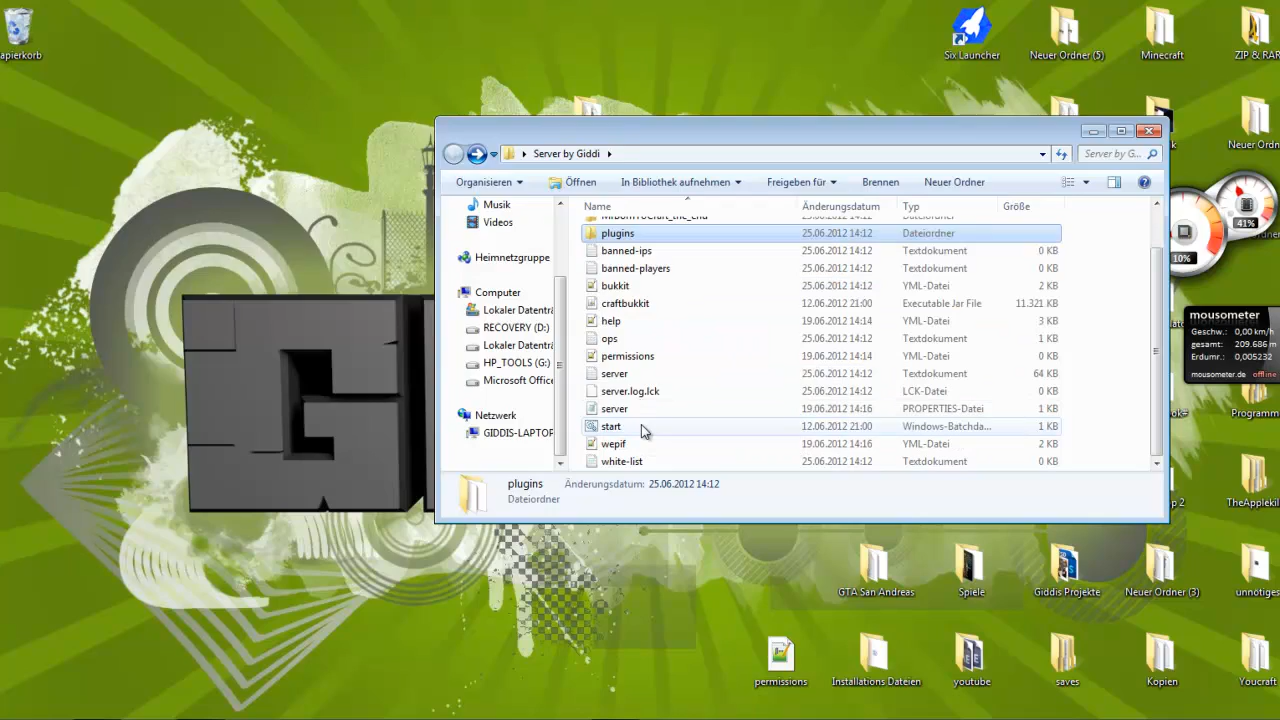 apierkorb
Six Launcher
Neuer Ordner (5)
Minecraft
ZIP & RAR
Server by Giddi
Server by G...
Organisieren
Öffnen
In Bibliothek aufnehmen
Freigeben für
Brennen
Neuer Ordner
Musik
Videos
Heimnetzgruppe
Computer
Lokaler Datentr
RECOVERY (D:)
Lokaler Datentr
HP_TOOLS (G:)
Microsoft Office
Netzwerk
GIDDIS-LAPTOP
Name Änderungsdatum Typ Größe
plugins 25.06.2012 14:12 Dateiordner
banned-ips 25.06.2012 14:12 Textdokument 0 KB
banned-players 25.06.2012 14:12 Textdokument 0 KB
bukkit 25.06.2012 14:12 YML-Datei 2 KB
craftbukkit 12.06.2012 21:00 Executable Jar File 11.321 KB
help 19.06.2012 14:14 YML-Datei 3 KB
ops 25.06.2012 14:12 Textdokument 1 KB
permissions 19.06.2012 14:14 YML-Datei 2 KB
server 25.06.2012 14:12 Textdokument 64 KB
server.log.lck 25.06.2012 14:12 LCK-Datei 0 KB
server 19.06.2012 14:16 PROPERTIES-Datei 1 KB
start 12.06.2012 21:00 Windows-Batchda... 1 KB
wepif 19.06.2012 14:16 YML-Datei 2 KB
white-list 25.06.2012 14:12 Textdokument 0 KB
plugins Änderungsdatum: 25.06.2012 14:12
Dateiordner
Neuer Ordn
41%
10%
mousometer
Geschw.: 0,00 km/h
gesamt: 209.686 m
Erdumr.: 0,005232
mousometer.de offline
Programm
TheApplekil
GTA San Andreas
Spiele
Giddis Projekte
Neuer Ordner (3)
unnötiges
permissions
Installations Dateien
youtube
saves
Kopien
Youcraft